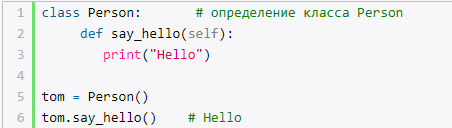 1 class Person:       # определение класса Person
2      def say_hello(self):
3         print("Hello")
4
5 tom = Person()
6 tom.say_hello()    # Hello